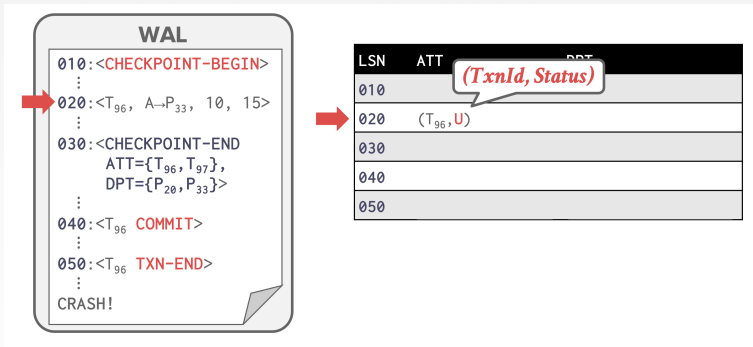 WAL
010:<CHECKPOINT-BEGIN>
⋮
020:<T96, A→P33, 10, 15>
⋮
030:<CHECKPOINT-END
ATT={T96,T97},
DPT={P20,P33}>
⋮
040:<T96 COMMIT>
⋮
050:<T96 TXN-END>
⋮
CRASH!
LSN ATT
(TxnId, Status)
010
020 (T96,U)
030
040
050